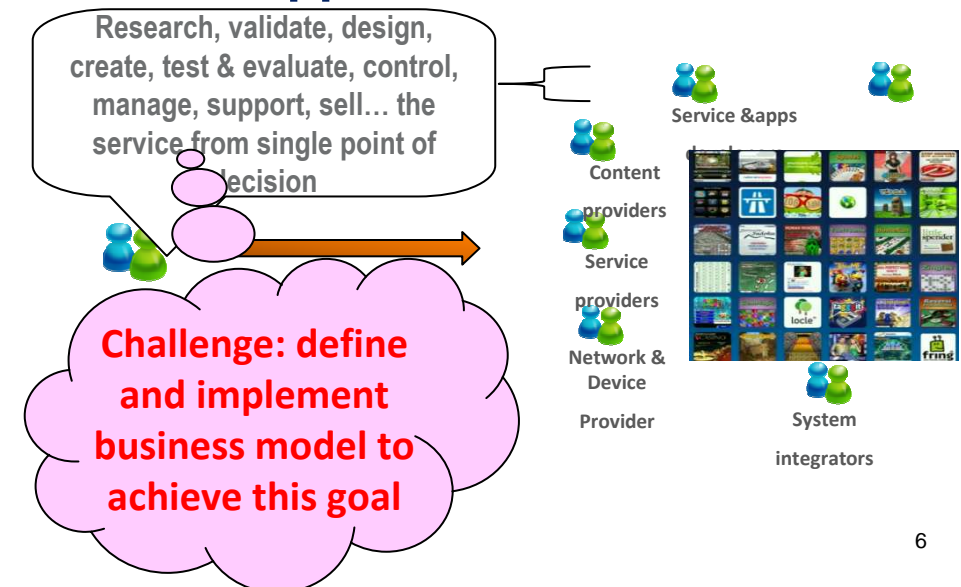 Research, validate, design,
create, test & evaluate, control,
manage, support, sell… the
service from single point of
decision
Service &apps
Content
providers
Service
providers
Network &
Device
Provider
System
integrators
locle
fring
Challenge: define
and implement
business model to
achieve this goal
6